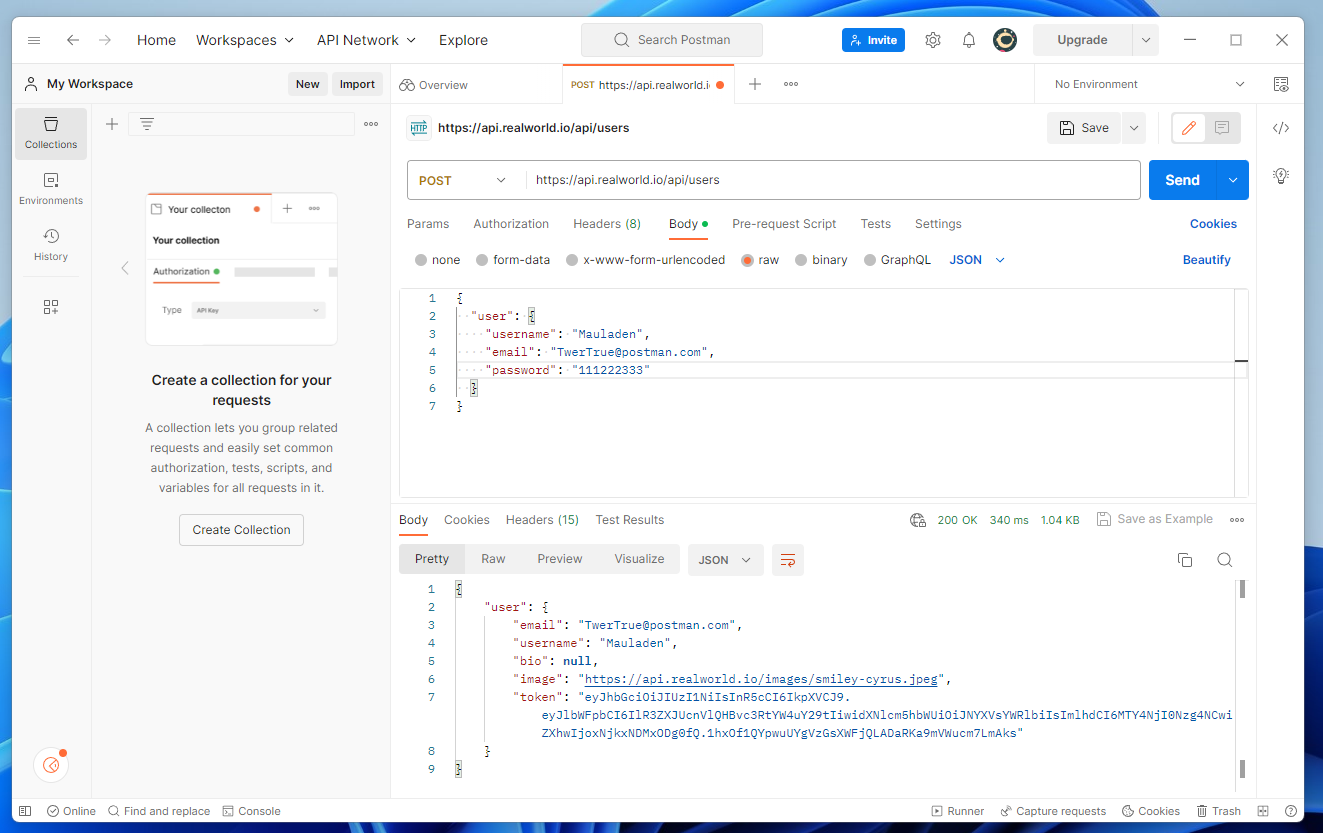 Home
Workspaces
API Network
Explore
Search Postman
Invite
Upgrade
My Workspace
New
Import
Overview
POST https://api.realworld.i
No Environment
Collections
Environments
History
Your collecton
Your collection
Authorization
Type
API Key
Create a collection for your
requests
A collection lets you group related
requests and easily set common
authorization, tests, scripts, and
variables for all requests in it.
Create Collection
HTTP
https://api.realworld.io/api/users
Save
POST
https://api.realworld.io/api/users
Send
Params
Authorization
Headers (8)
Body
Pre-request Script
Tests
Settings
Cookies
none
form-data
x-www-form-urlencoded
raw
binary
GraphQL
JSON
Beautify
1 {
2 "user": {
3 "username": "Mauladen",
4 "email": "TwerTrue@postman.com",
5 "password": "111222333"
6 }
7 }
Body
Cookies
Headers (15)
Test Results
200 OK
340 ms
1.04 KB
Save as Example
Pretty
Raw
Preview
Visualize
JSON
1 {
2 "user": {
3 "email": "TwerTrue@postman.com",
4 "username": "Mauladen",
5 "bio": null,
6 "image": "https://api.realworld.io/images/smiley-cyrus.jpeg",
7 "token": "eyJhbGciOiJIUzI1NiIsInR5cCI6IkpXVCJ9.
eyJlbWFpbCI6IlR3ZXJUcnVlQHBvc3RtYW4uY29tIiwidXNlcm5hbWUiOiJNYXVsYWRlbiIsImlhdCI6MTY4NjI0Nzg4NCwi
ZXhwIjoxNjkxNDMxODg0fQ.1hxOf1QYpwuUYgVzGsXWFjQLADaRKa9mVWucm7LmAks"
8 }
9 }
Online
Find and replace
Console
Runner
Capture requests
Cookies
Trash